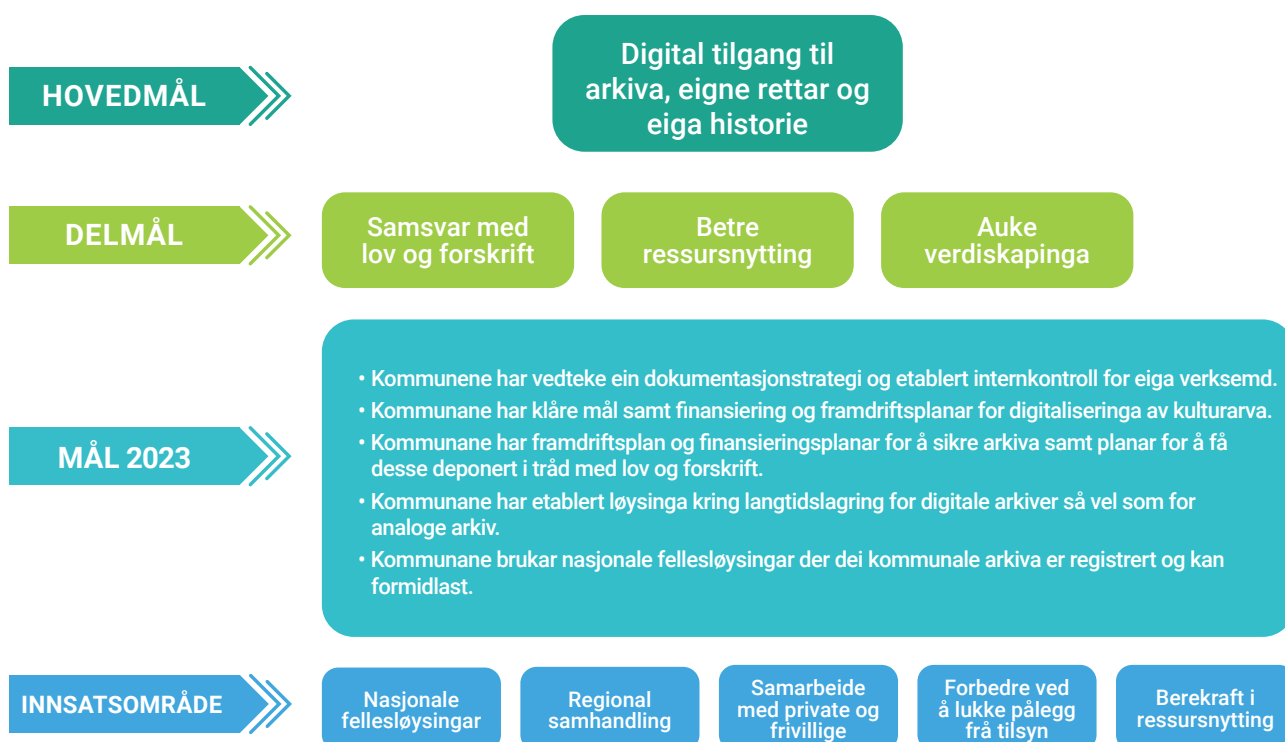 HOVEDMÅL
Digital tilgang til
arkiva, eigne rettar og
eiga historie
DELMÅL
Samsvar med
lov og forskrift
Betre
ressursnytting
Auke
verdiskapinga
MÅL 2023
• Kommunene har vedteke ein dokumentasjonstrategi og etablert internkontroll for eiga verksemd.
• Kommunane har klåre mål samt finansiering og framdriftsplanar for digitaliseringa av kulturarva.
• Kommunane har framdriftsplan og finansieringsplanar for å sikre arkiva samt planar for å få
desse deponert i tråd med lov og forskrift.
• Kommunane har etablert løysinga kring langtidslagring for digitale arkiver så vel som for
analoge arkiv.
• Kommunane brukar nasjonale fellesløysingar der dei kommunale arkiva er registrert og kan
formidlast.
INNSATSOMRÅDE
Nasjonale
fellesløysingar
Regional
samhandling
Samarbeide
med private og
frivillige
Forbedre ved
å lukke pålegg
frå tilsyn
Berekraft i
ressursnytting